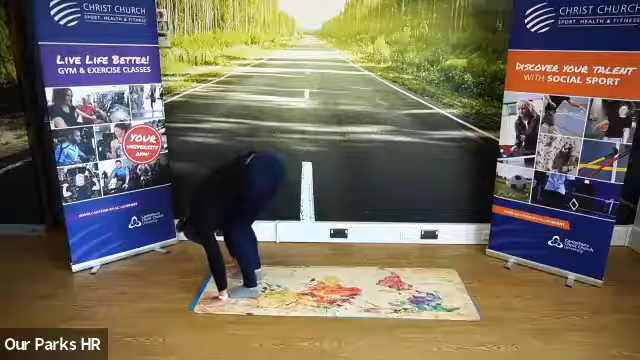 CHRIST CHURCH
SPORT, HEALTH & FITNESS
LIVE LIFE BETTER!
GYM & EXERCISE CLASSES
YOUR
UNIVERSITY
GYM
CHRIST CHURCH
SPORT, HEALTH & FITNESS
DISCOVER YOUR TALENT
WITH SOCIAL SPORT
Our Parks HR